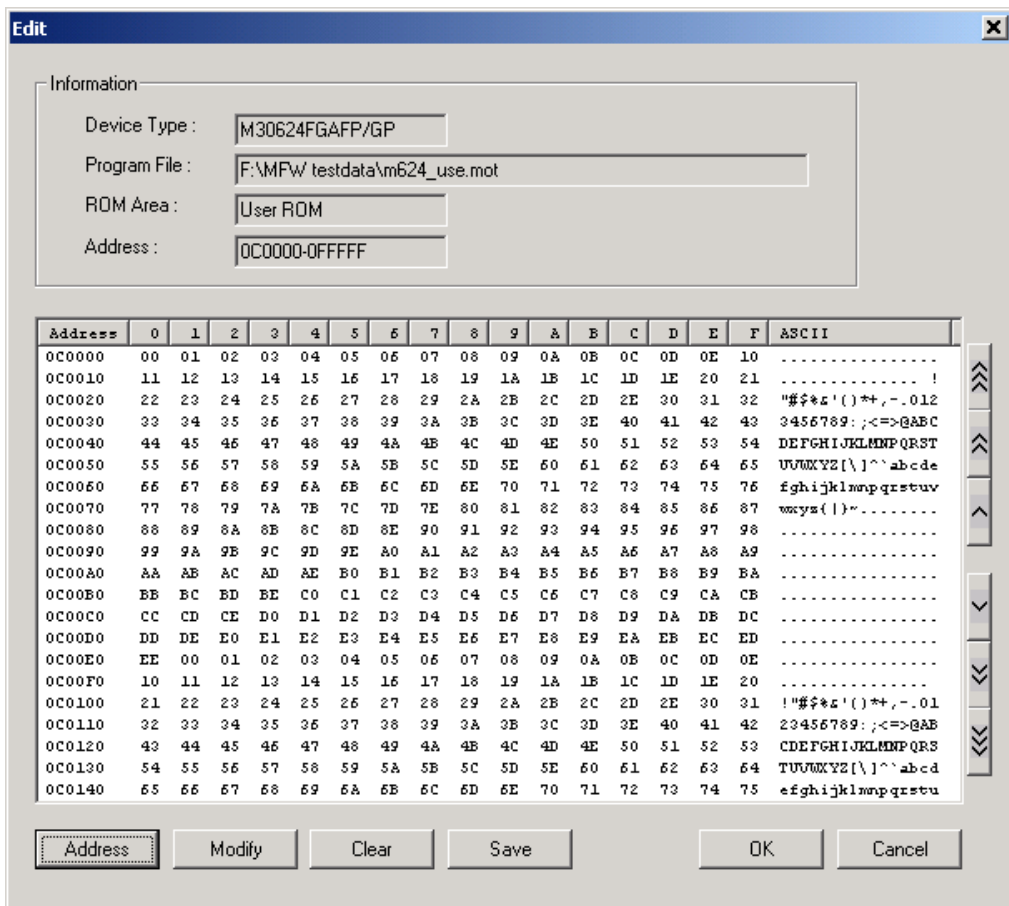 Edit
Information
Device Type : M30624FGAFP/GP
Program File : F:\MFW testdata\m624_use.mot
ROM Area : User ROM
Address : 0C0000-0FFFFF
Address 0 1 2 3 4 5 6 7 8 9 A B C D E F ASCII
0C0000 00 01 02 03 04 05 06 07 08 09 0A 0B 0C 0D 0E 10 ................
0C0010 11 12 13 14 15 16 17 18 19 1A 1B 1C 1D 1E 20 21 .............. !
0C0020 22 23 24 25 26 27 28 29 2A 2B 2C 2D 2E 30 31 32 "#$%&'()*+,-.012
0C0030 33 34 35 36 37 38 39 3A 3B 3C 3D 3E 40 41 42 43 3456789:;<=>@ABC
0C0040 44 45 46 47 48 49 4A 4B 4C 4D 4E 50 51 52 53 54 DEFGHIJKLMNPQRST
0C0050 55 56 57 58 59 5A 5B 5C 5D 5E 60 61 62 63 64 65 UVWXYZ[\]^`abcde
0C0060 66 67 68 69 6A 6B 6C 6D 6E 70 71 72 73 74 75 76 fghijklmnpqrstuv
0C0070 77 78 79 7A 7B 7C 7D 7E 80 81 82 83 84 85 86 87 wxyz{|}~........
0C0080 88 89 8A 8B 8C 8D 8E 90 91 92 93 94 95 96 97 98 ................
0C0090 99 9A 9B 9C 9D 9E A0 A1 A2 A3 A4 A5 A6 A7 A8 A9 ................
0C00A0 AA AB AC AD AE B0 B1 B2 B3 B4 B5 B6 B7 B8 B9 BA ................
0C00B0 BB BC BD BE C0 C1 C2 C3 C4 C5 C6 C7 C8 C9 CA CB ................
0C00C0 CC CD CE D0 D1 D2 D3 D4 D5 D6 D7 D8 D9 DA DB DC ................
0C00D0 DD DE E0 E1 E2 E3 E4 E5 E6 E7 E8 E9 EA EB EC ED ................
0C00E0 EE 00 01 02 03 04 05 06 07 08 09 0A 0B 0C 0D 0E ................
0C00F0 10 11 12 13 14 15 16 17 18 19 1A 1B 1C 1D 1E 20 ...............
0C0100 21 22 23 24 25 26 27 28 29 2A 2B 2C 2D 2E 30 31 !"#$%&'()*+,-.01
0C0110 32 33 34 35 36 37 38 39 3A 3B 3C 3D 3E 40 41 42 23456789:;<=>@AB
0C0120 43 44 45 46 47 48 49 4A 4B 4C 4D 4E 50 51 52 53 CDEFGHIJKLMNPQRS
0C0130 54 55 56 57 58 59 5A 5B 5C 5D 5E 60 61 62 63 64 TUVWXYZ[\]^`abcd
0C0140 65 66 67 68 69 6A 6B 6C 6D 6E 70 71 72 73 74 75 efghijklmnpqrstu
Address Modify Clear Save OK Cancel